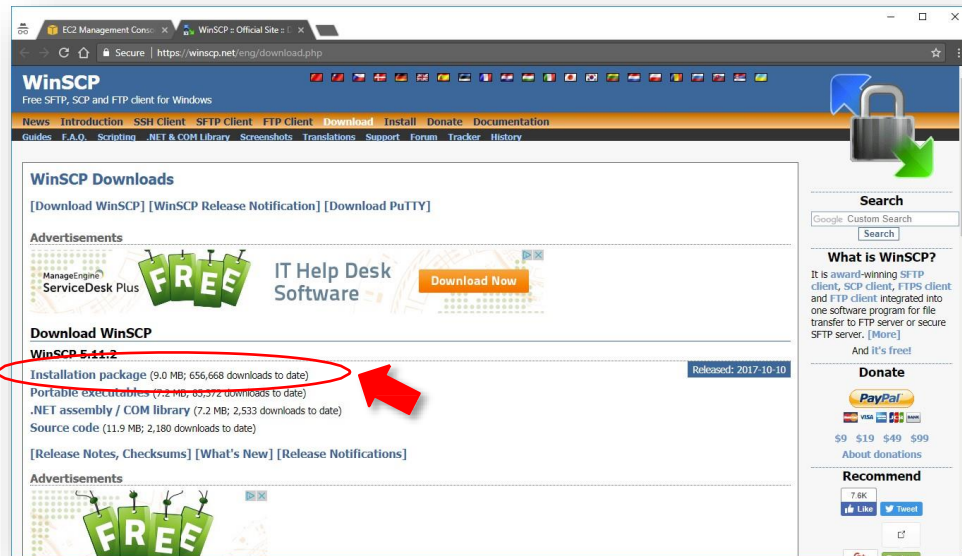 EC2 Management Conso
WinSCP :: Official Site :: D
Secure | https://winscp.net/eng/download.php
WinSCP
Free SFTP, SCP and FTP client for Windows
News Introduction SSH Client SFTP Client FTP Client Download Install Donate Documentation
Guides F.A.Q. Scripting .NET & COM Library Screenshots Translations Support Forum Tracker History
WinSCP Downloads
[Download WinSCP] [WinSCP Release Notification] [Download PuTTY]
Advertisements
ManageEngine
ServiceDesk Plus
FREE
IT Help Desk
Software
Download Now
Download WinSCP
WinSCP 5.11.2
Installation package (9.0 MB; 656,668 downloads to date)
Released: 2017-10-10
Portable executables (7.2 MB; downloads to date)
.NET assembly / COM library (7.2 MB; 2,533 downloads to date)
Source code (11.9 MB; 2,180 downloads to date)
[Release Notes, Checksums] [What's New] [Release Notifications]
Advertisements
FREE
Search
Google Custom Search
Search
What is WinSCP?
It is award-winning SFTP
client, SCP client, FTPS client
and FTP client integrated into
one software program for file
transfer to FTP server or secure
SFTP server. [More]
And it's free!
Donate
PayPal
VISA
$9 $19 $49 $99
About donations
Recommend
7.6K
Like
Tweet